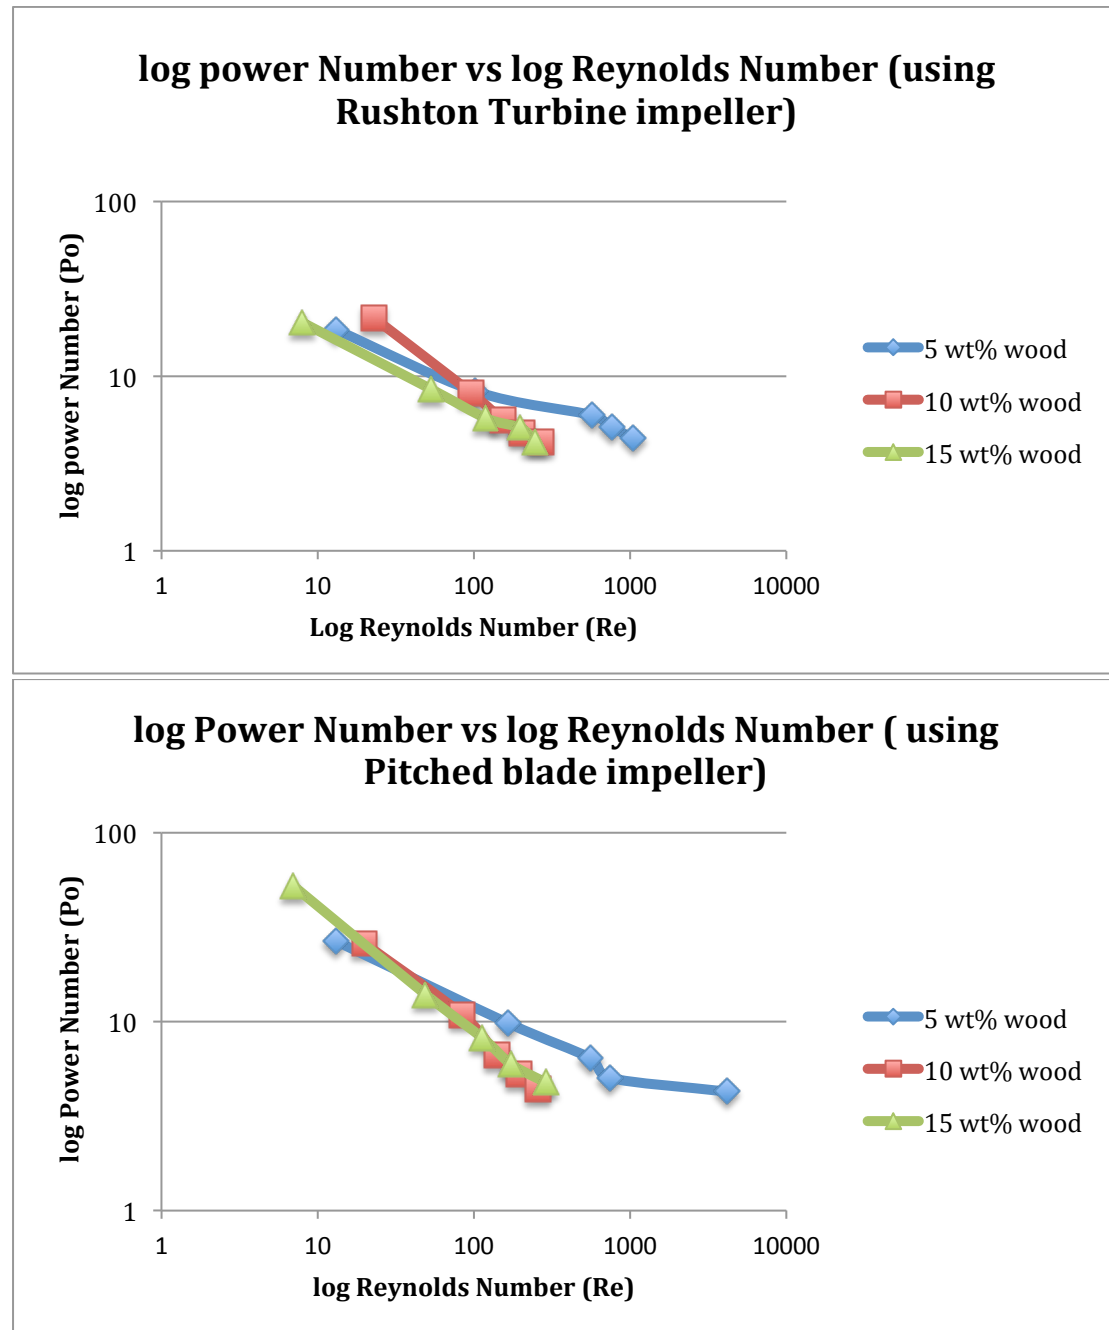 log power Number vs log Reynolds Number (using
Rushton Turbine impeller)
100
10
1
log power Number (Po)
1
10
100
1000
10000
Log Reynolds Number (Re)
5 wt% wood
10 wt% wood
15 wt% wood
log Power Number vs log Reynolds Number ( using
Pitched blade impeller)
100
10
1
log Power Number (Po)
1
10
100
1000
10000
log Reynolds Number (Re)
5 wt% wood
10 wt% wood
15 wt% wood